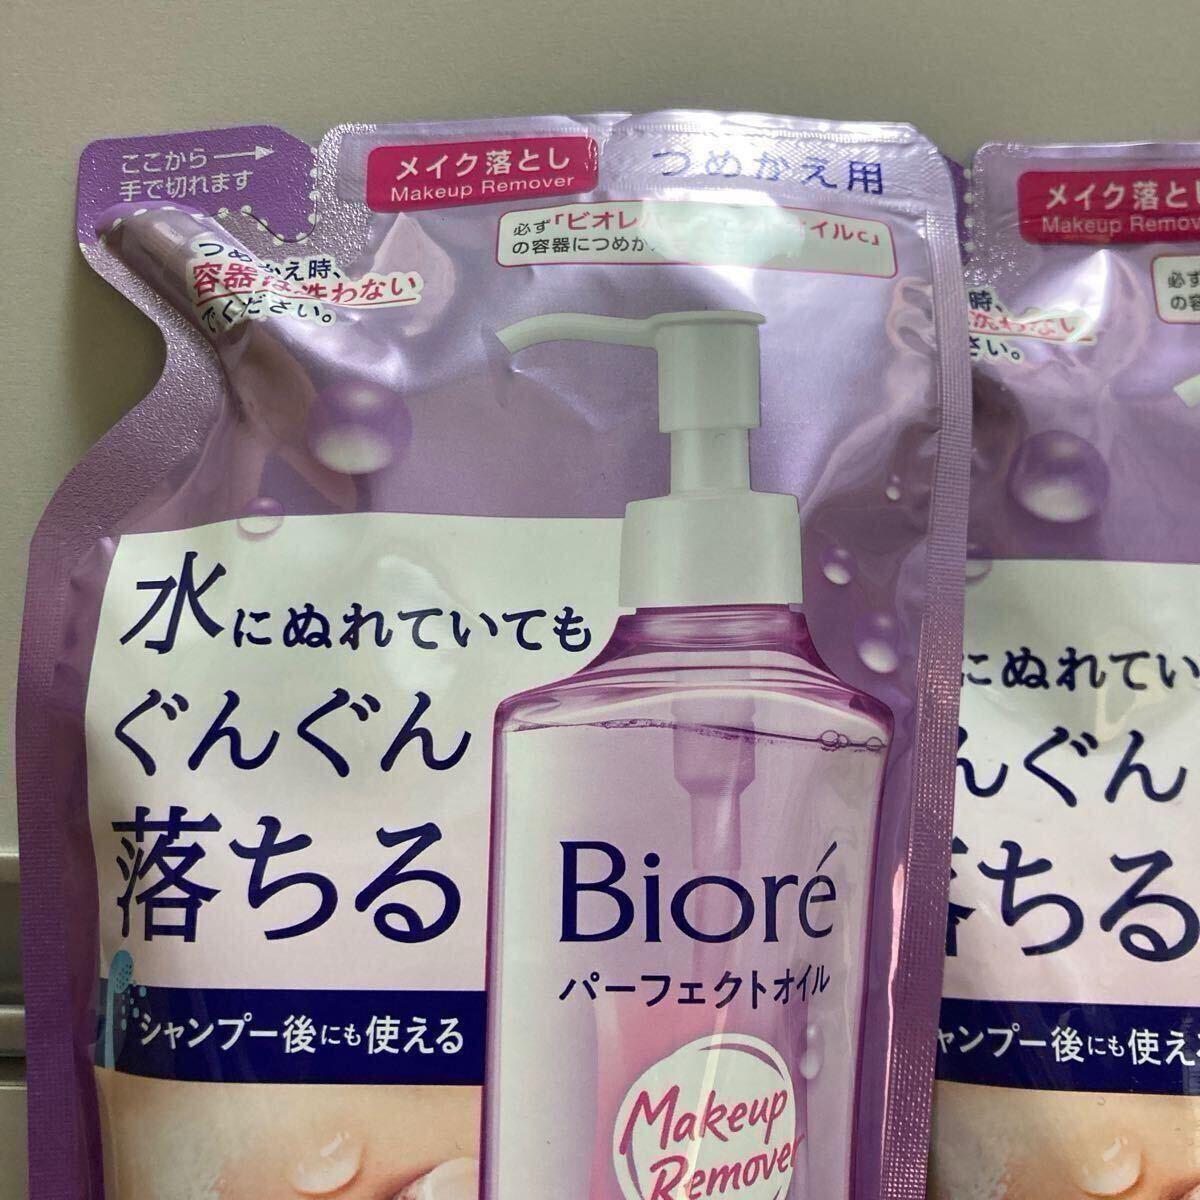 ここから
手で切れます
メイク落とし
Makeup Remover
つめかえ用
必ず「ビオレパ オイルc」
の容器につめか
つめかえ時、
容器は洗わない
でください。
水にぬれていても
ぐんぐん
落ちる
シャンプー後にも使える
Bioré
パーフェクトオイル
Makeup
Remover
メイク落と
Makeup Remov
必ず
の容
時、
洗わない
さい。
にぬれてい
んぐん
ちる
ャンプー後にも使え